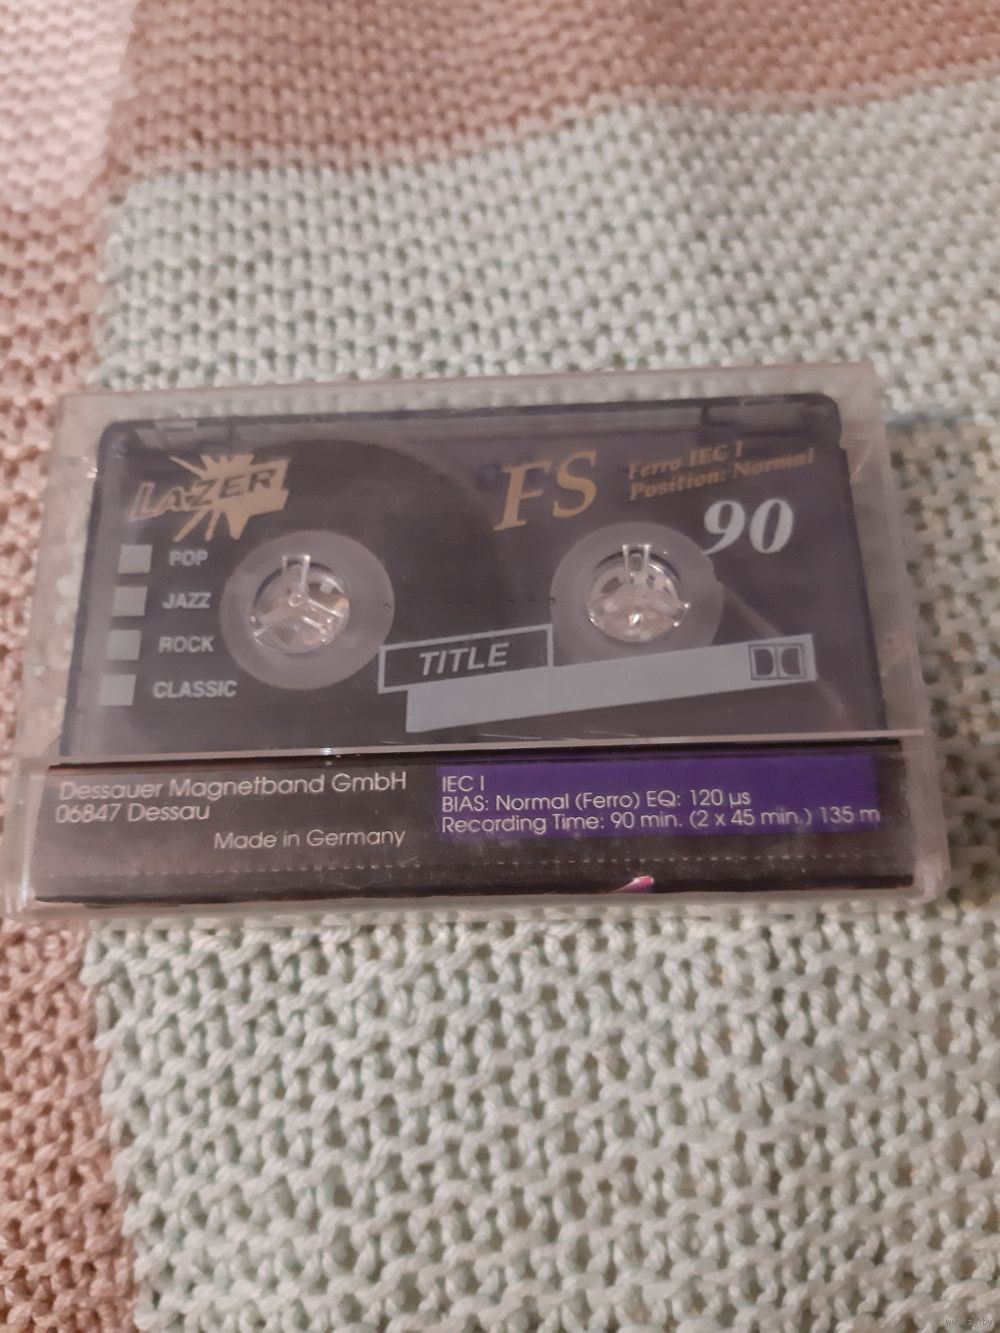 LAZER
FS
Ferro IEC I
Position: Normal
90
POP
JAZZ
ROCK
CLASSIC
TITLE
Dessauer Magnetband GmbH
06847 Dessau
Made in Germany
IEC I
BIAS: Normal (Ferro) EQ: 120 µs
Recording Time: 90 min. (2 x 45 min.) 135 m